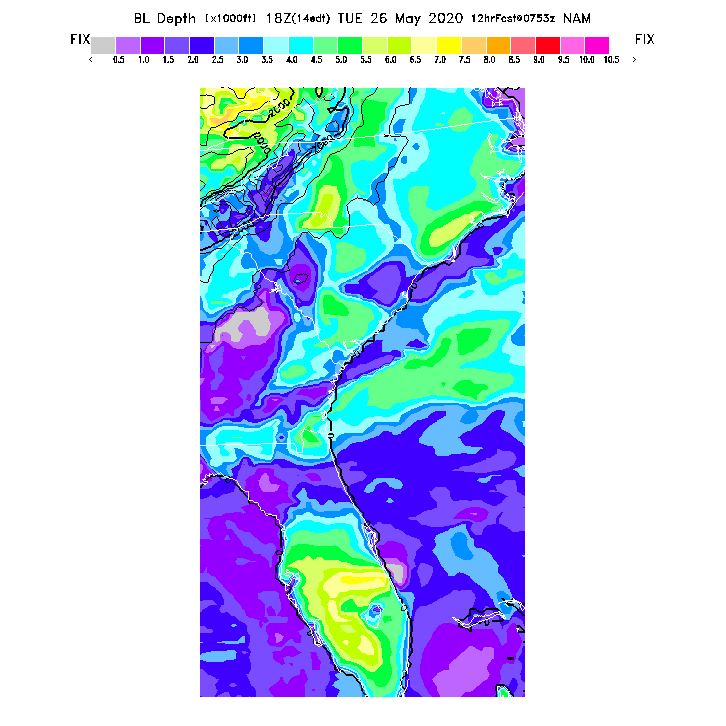 BL Depth [x1000ft] 18Z(14edt) TUE 26 May 2020 12hrFcst@0753z NAM
FIX FIX
< 0.5 1.0 1.5 2.0 2.5 3.0 3.5 4.0 4.5 5.0 5.5 6.0 6.5 7.0 7.5 8.0 8.5 9.0 9.5 10.0 10.5 >
2000
0